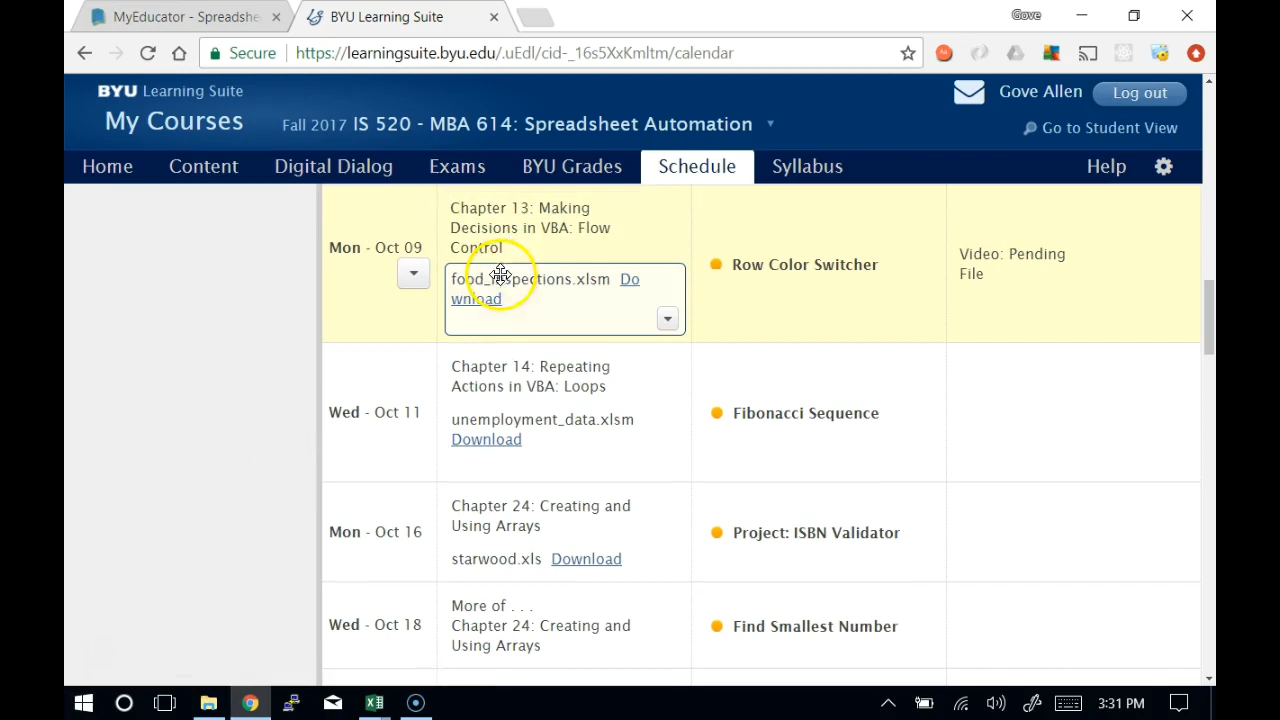 MyEducator - Spreadshe
BYU Learning Suite
Gove
Secure
https://learningsuite.byu.edu/.uEdl/cid-_16s5XxKmltm/calendar
BYU Learning Suite
Gove Allen
Log out
My Courses
Fall 2017 IS 520 - MBA 614: Spreadsheet Automation
Go to Student View
Home
Content
Digital Dialog
Exams
BYU Grades
Schedule
Syllabus
Help
Mon - Oct 09
Chapter 13: Making
Decisions in VBA: Flow
Control
food_inspections.xlsm Do
wnload
Row Color Switcher
Video: Pending
File
Wed - Oct 11
Chapter 14: Repeating
Actions in VBA: Loops
unemployment_data.xlsm
Download
Fibonacci Sequence
Mon - Oct 16
Chapter 24: Creating and
Using Arrays
starwood.xls Download
Project: ISBN Validator
Wed - Oct 18
More of . . .
Chapter 24: Creating and
Using Arrays
Find Smallest Number
3:31 PM